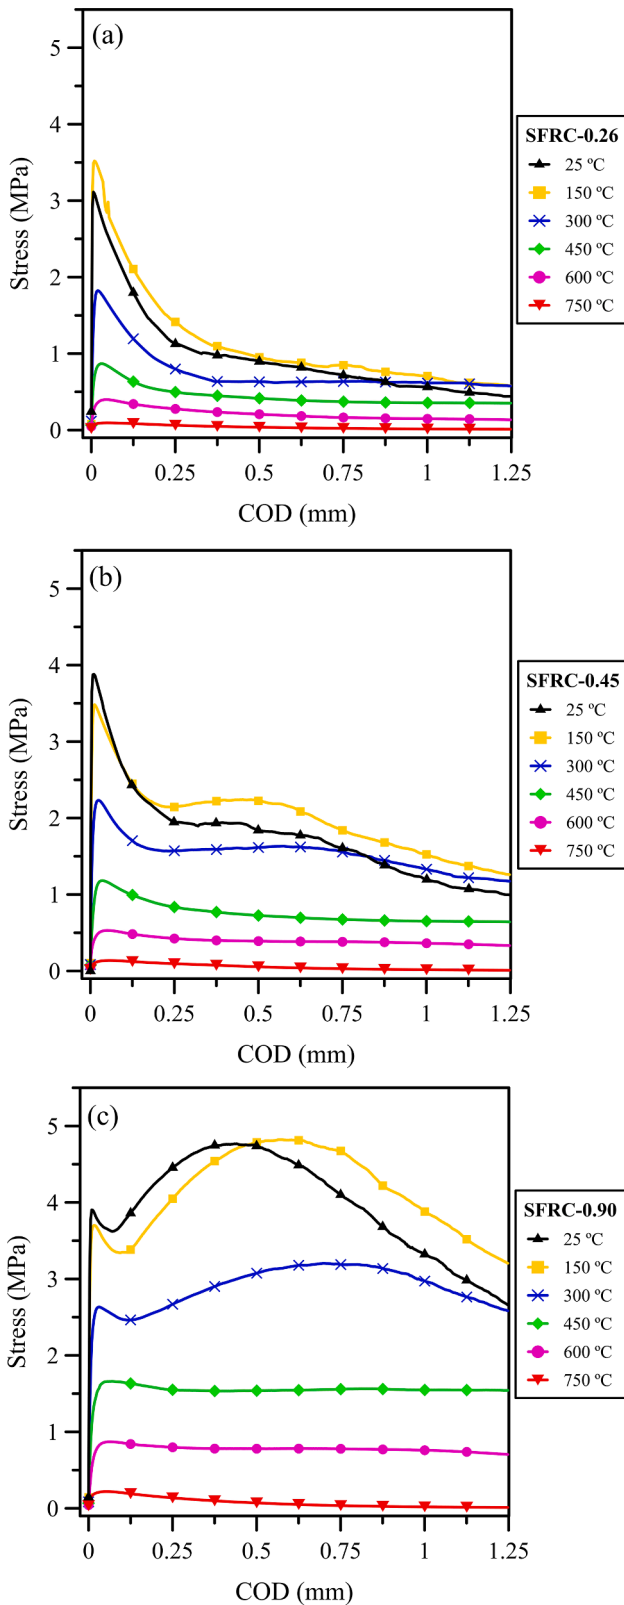 (a)
5
4
3
2
1
0
Stress (MPa)
0 0.25 0.5 0.75 1 1.25
COD (mm)
SFRC-0.26
25 ºC
150 ºC
300 ºC
450 ºC
600 ºC
750 ºC
(b)
5
4
3
2
1
0
Stress (MPa)
0 0.25 0.5 0.75 1 1.25
COD (mm)
SFRC-0.45
25 ºC
150 ºC
300 ºC
450 ºC
600 ºC
750 ºC
(c)
5
4
3
2
1
0
Stress (MPa)
0 0.25 0.5 0.75 1 1.25
COD (mm)
SFRC-0.90
25 ºC
150 ºC
300 ºC
450 ºC
600 ºC
750 ºC